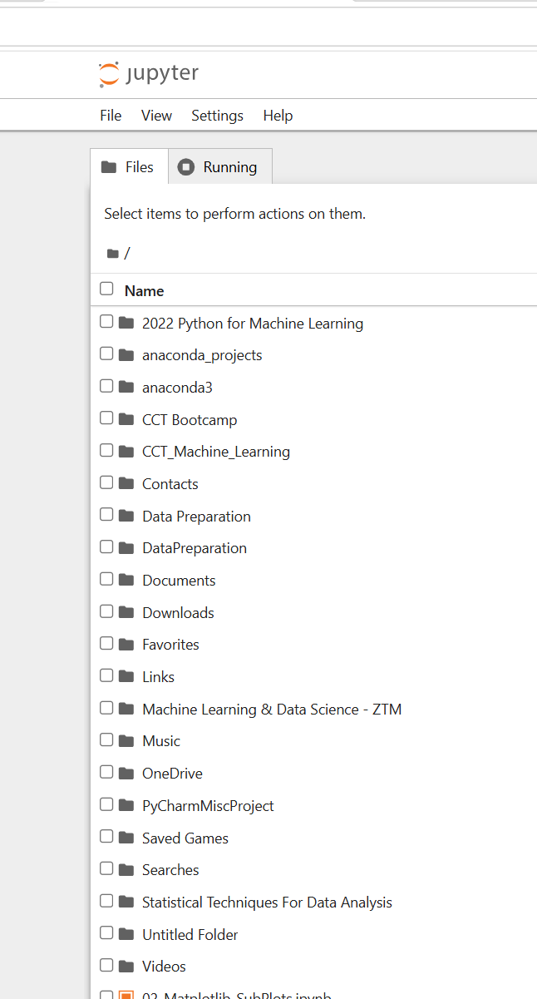 jupyter
File View Settings Help
Files Running
Select items to perform actions on them.
/
Name
2022 Python for Machine Learning
anaconda_projects
anaconda3
CCT Bootcamp
CCT_Machine_Learning
Contacts
Data Preparation
DataPreparation
Documents
Downloads
Favorites
Links
Machine Learning & Data Science - ZTM
Music
OneDrive
PyCharmMiscProject
Saved Games
Searches
Statistical Techniques For Data Analysis
Untitled Folder
Videos
02_Matplotlib_SubPlots.ipynb